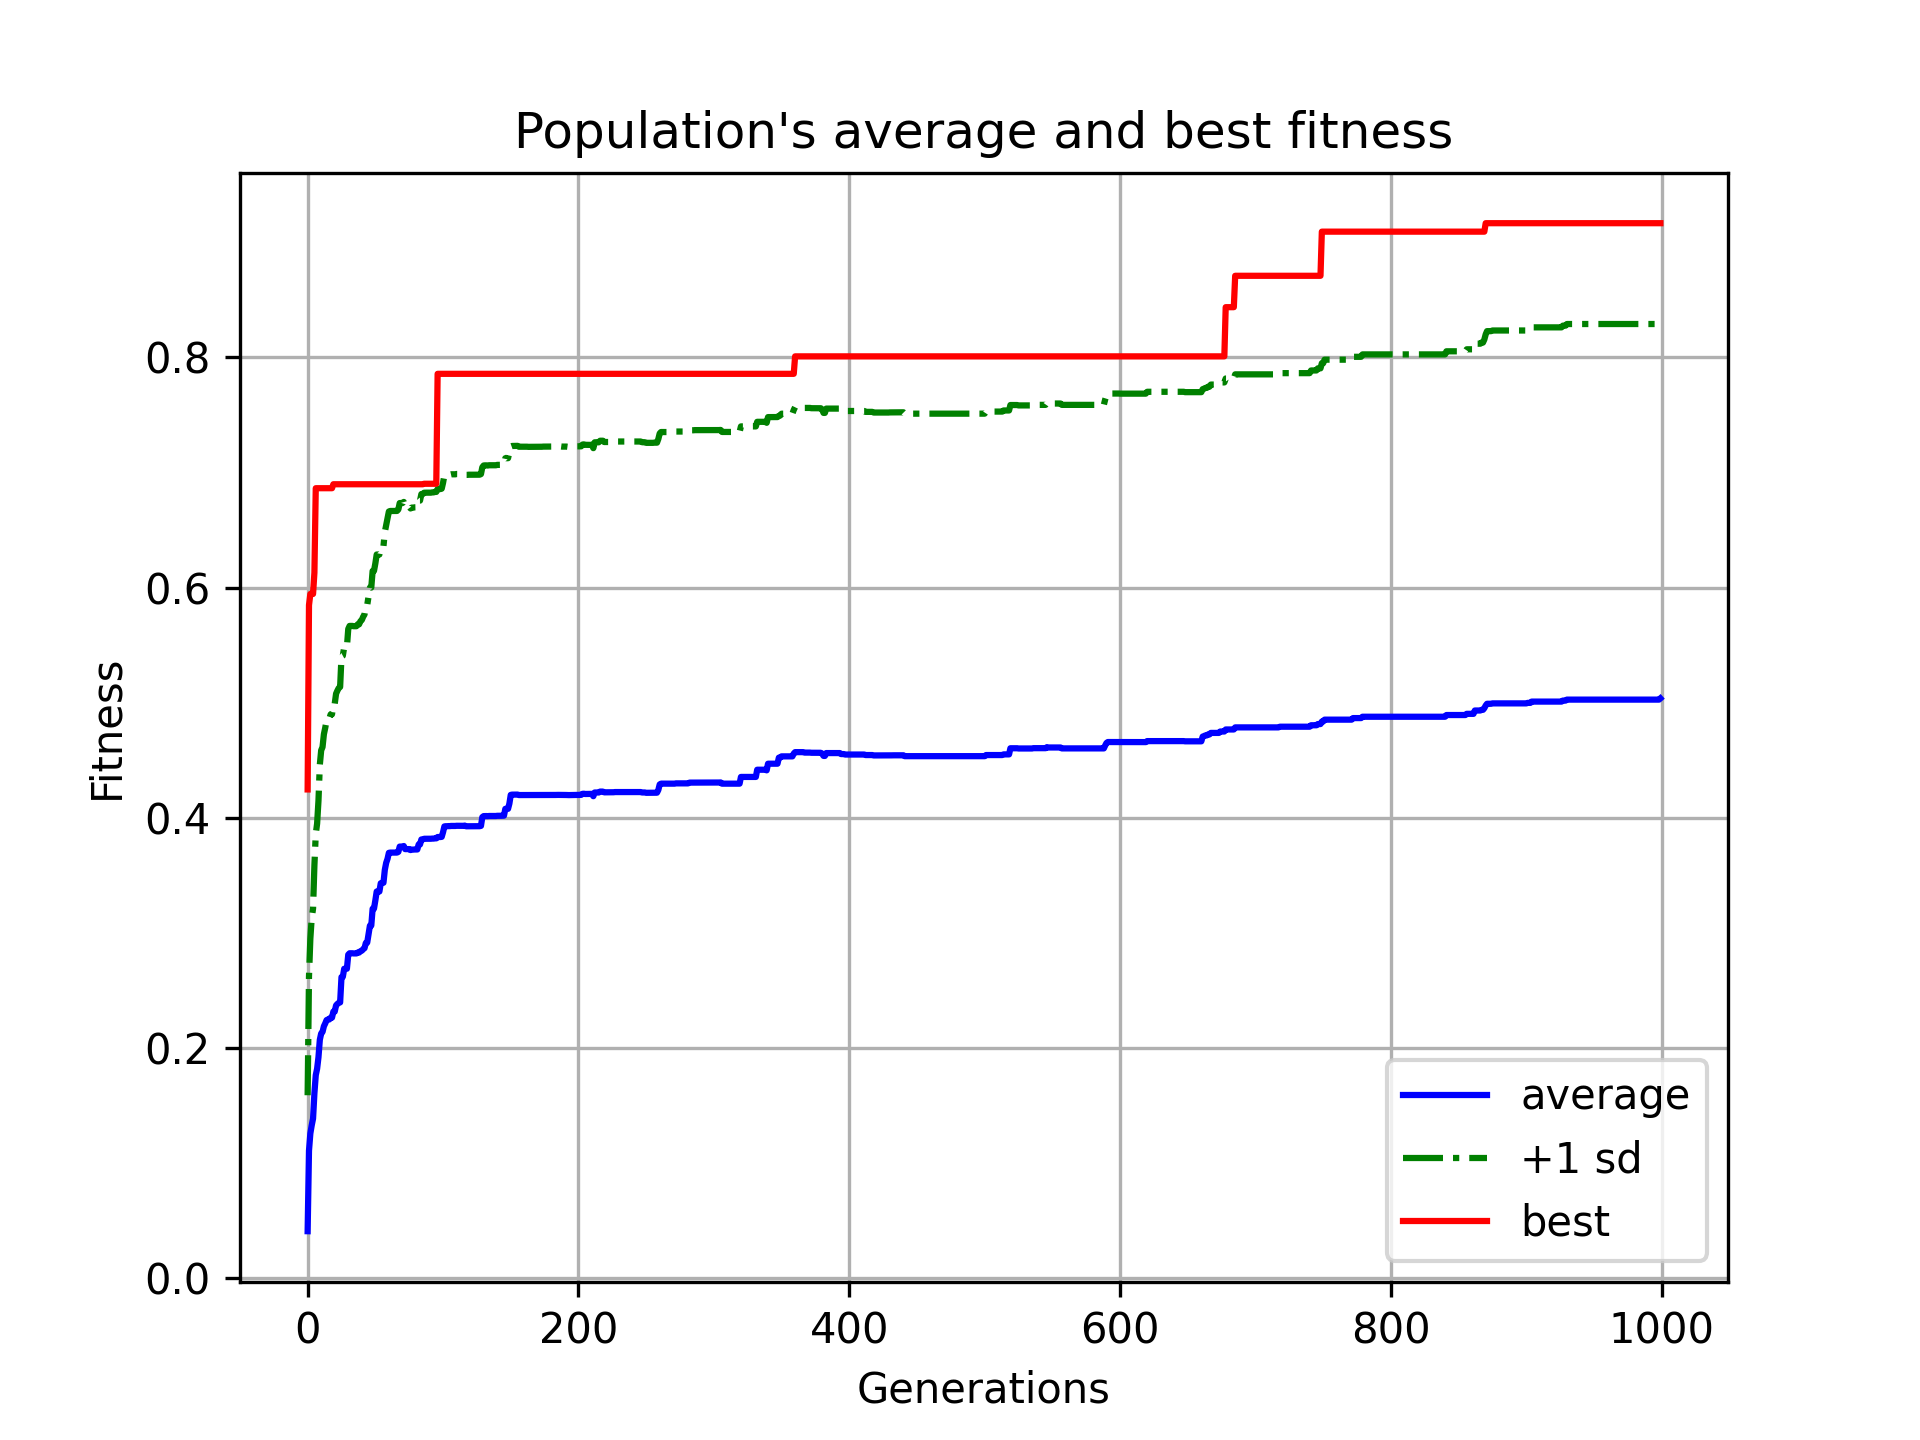 Population's average and best fitness
Fitness
0.8
0.6
0.4
0.2
0.0
0 200 400 600 800 1000
Generations
average
+1 sd
best